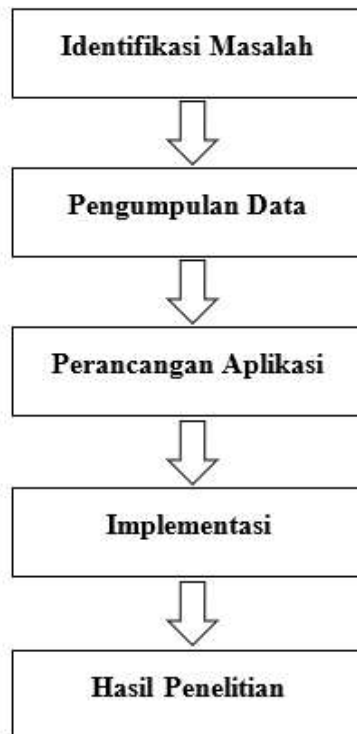 Identifikasi Masalah
Pengumpulan Data
Perancangan Aplikasi
Implementasi
Hasil Penelitian